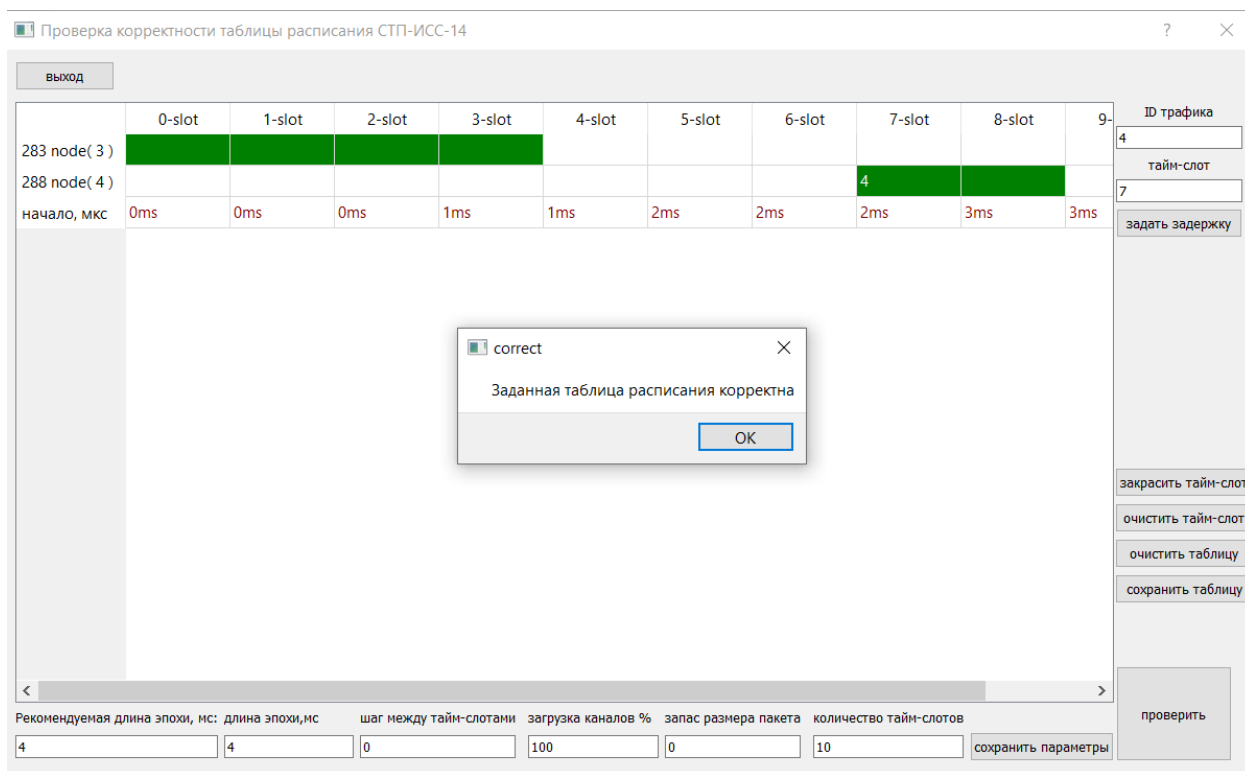 Проверка корректности таблицы расписания СТП-ИСС-14 ?
выход
0-slot 1-slot 2-slot 3-slot 4-slot 5-slot 6-slot 7-slot 8-slot 9-
283 node( 3 )
288 node( 4 ) 4
начало, мкс 0ms 0ms 0ms 1ms 1ms 2ms 2ms 2ms 3ms 3ms
ID трафика
4
тайм-слот
7
задать задержку
correct
Заданная таблица расписания корректна
OK
закрасить тайм-слот
очистить тайм-слот
очистить таблицу
сохранить таблицу
проверить
Рекомендуемая длина эпохи, мс: длина эпохи,мс шаг между тайм-слотами загрузка каналов % запас размера пакета количество тайм-слотов
4 4 0 100 0 10 сохранить параметры